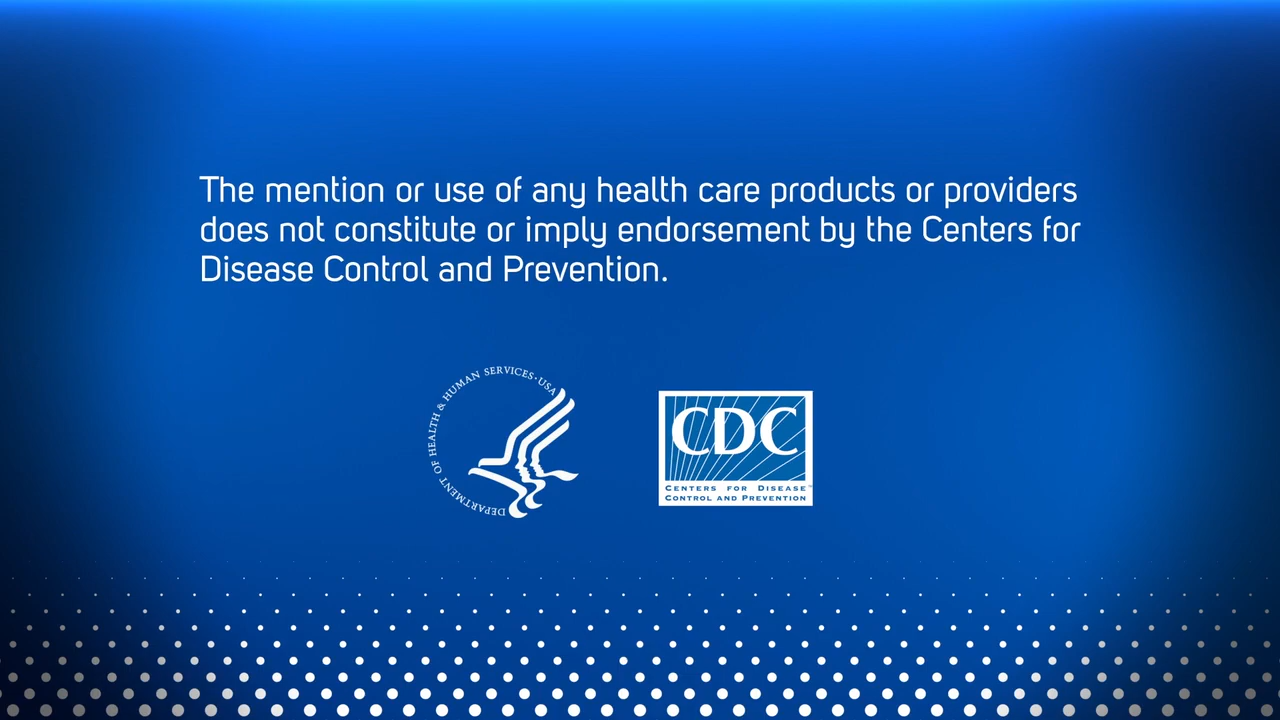 The mention or use of any health care products or providers
does not constitute or imply endorsement by the Centers for
Disease Control and Prevention.
DEPARTMENT OF HEALTH & HUMAN SERVICES · USA
CDC
CENTERS FOR DISEASE™
CONTROL AND PREVENTION